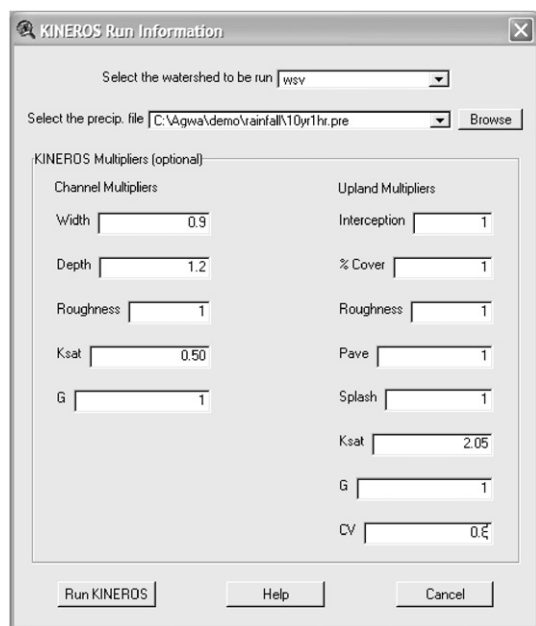 KINEROS Run Information
Select the watershed to be run wsv
Select the precip. file C:\Agwa\demo\rainfall\10yr1hr.pre Browse
KINEROS Multipliers (optional)
Channel Multipliers Upland Multipliers
Width 0.9 Interception 1
Depth 1.2 % Cover 1
Roughness 1 Roughness 1
Ksat 0.50 Pave 1
G 1 Splash 1
Ksat 2.05
G 1
CV
Run KINEROS Help Cancel